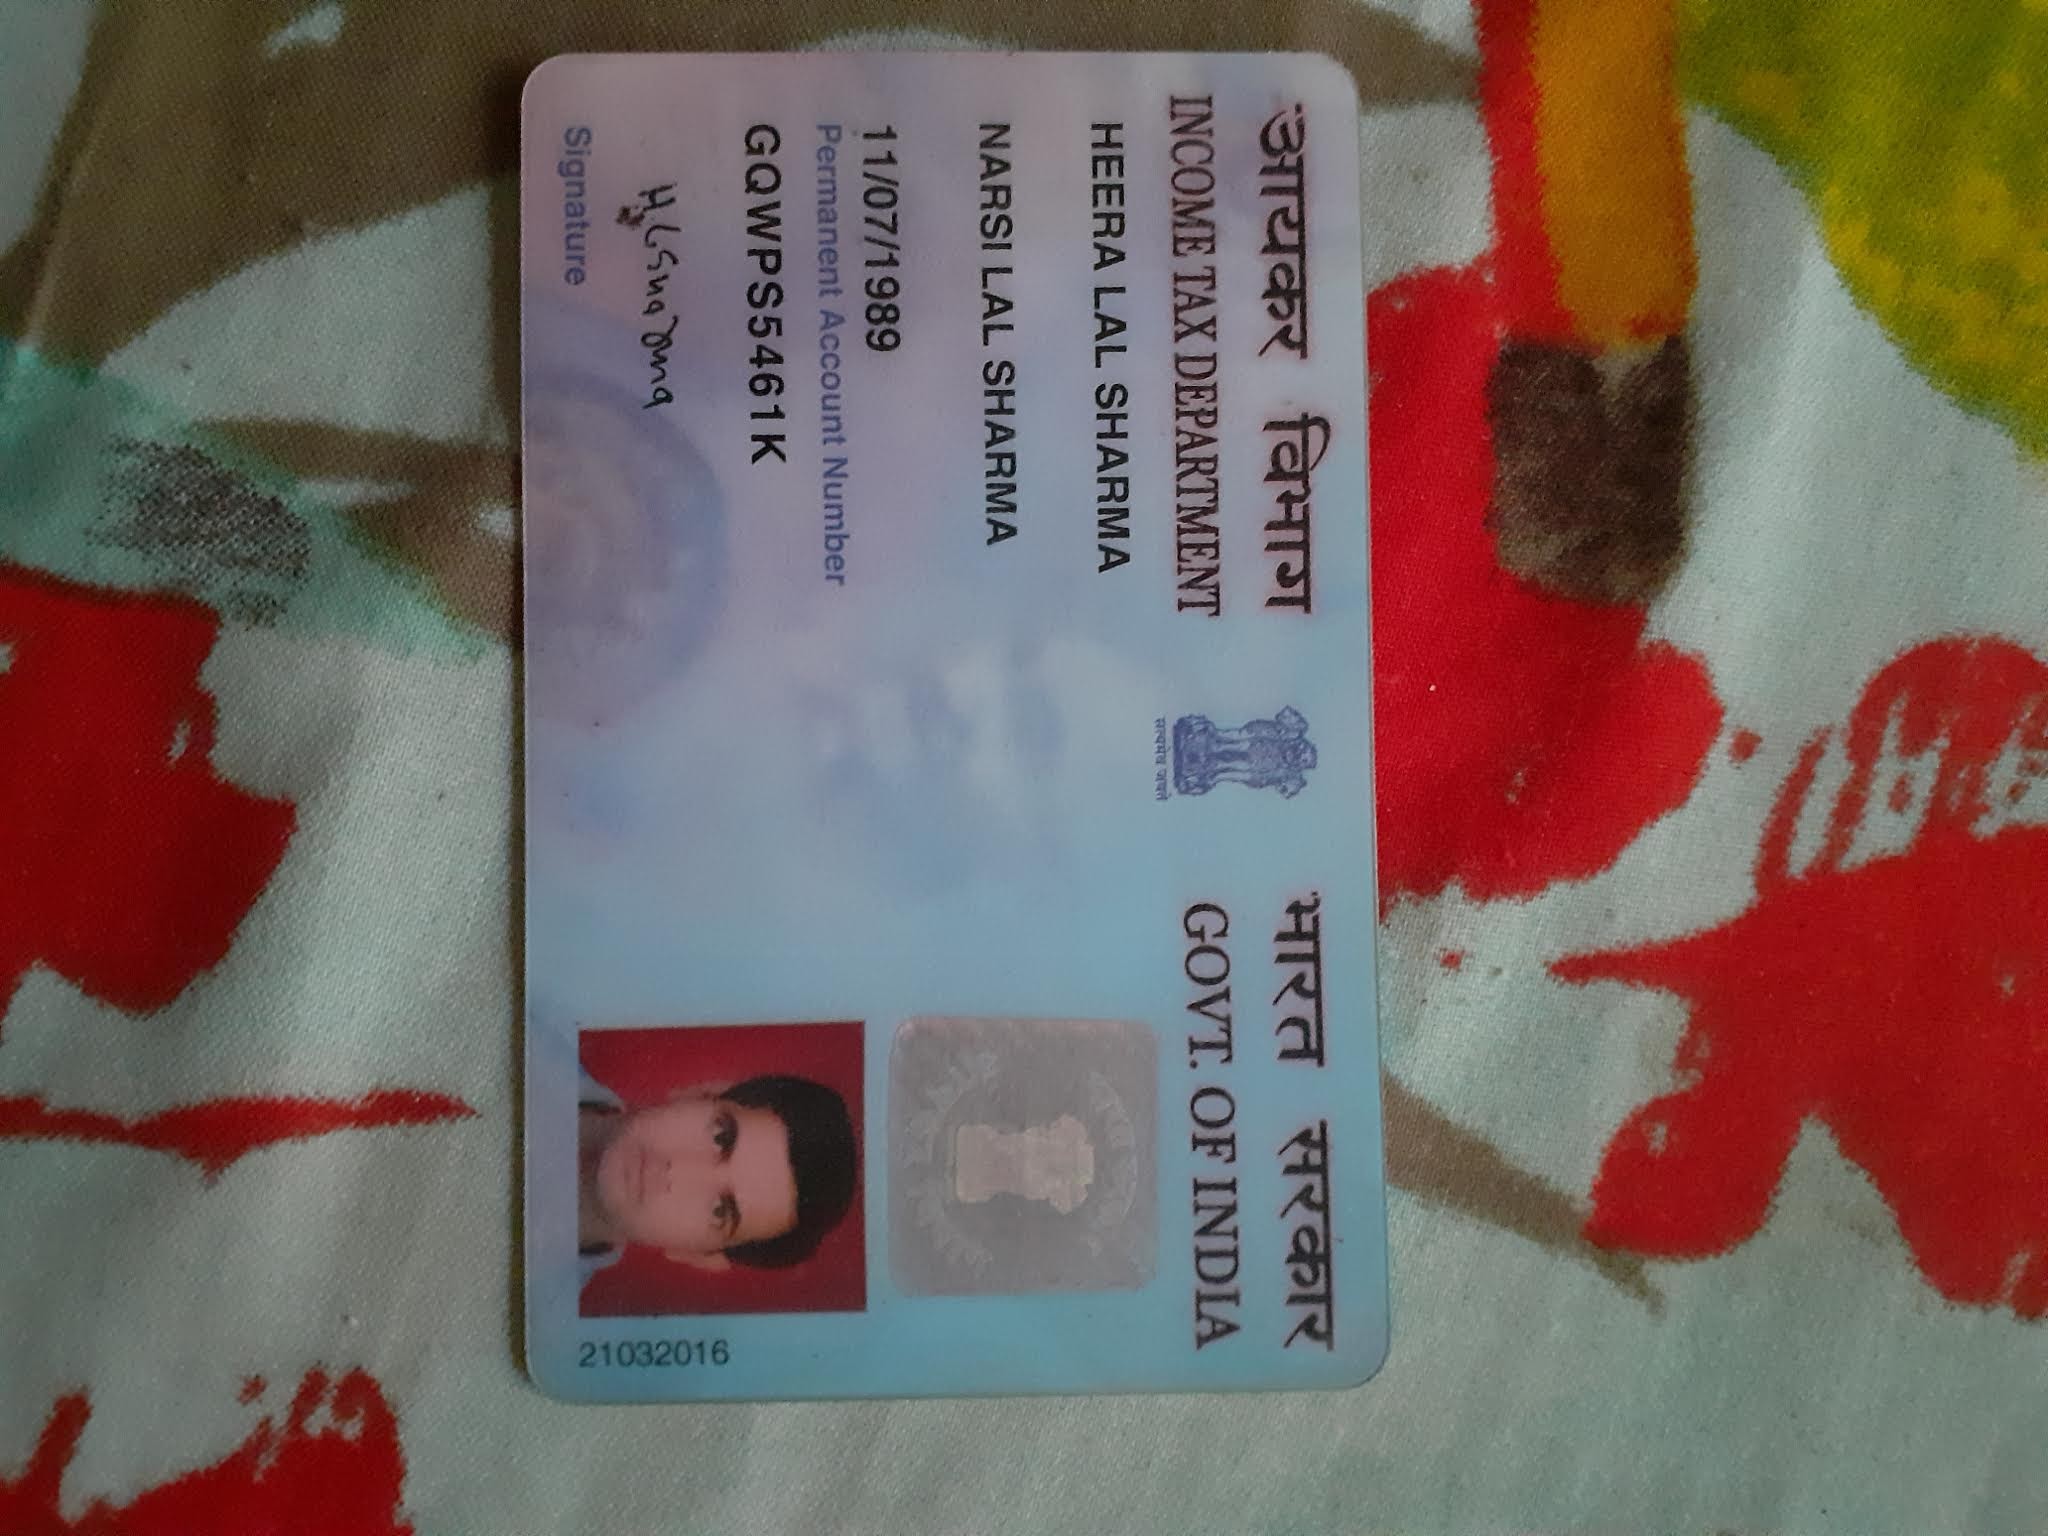 आयकर विभाग
INCOME TAX DEPARTMENT
भारत सरकार
GOVT. OF INDIA
सत्यमेव जयते
HEERA LAL SHARMA
NARSI LAL SHARMA
11/07/1989
Permanent Account Number
GQWPS5461K
Signature
21032016